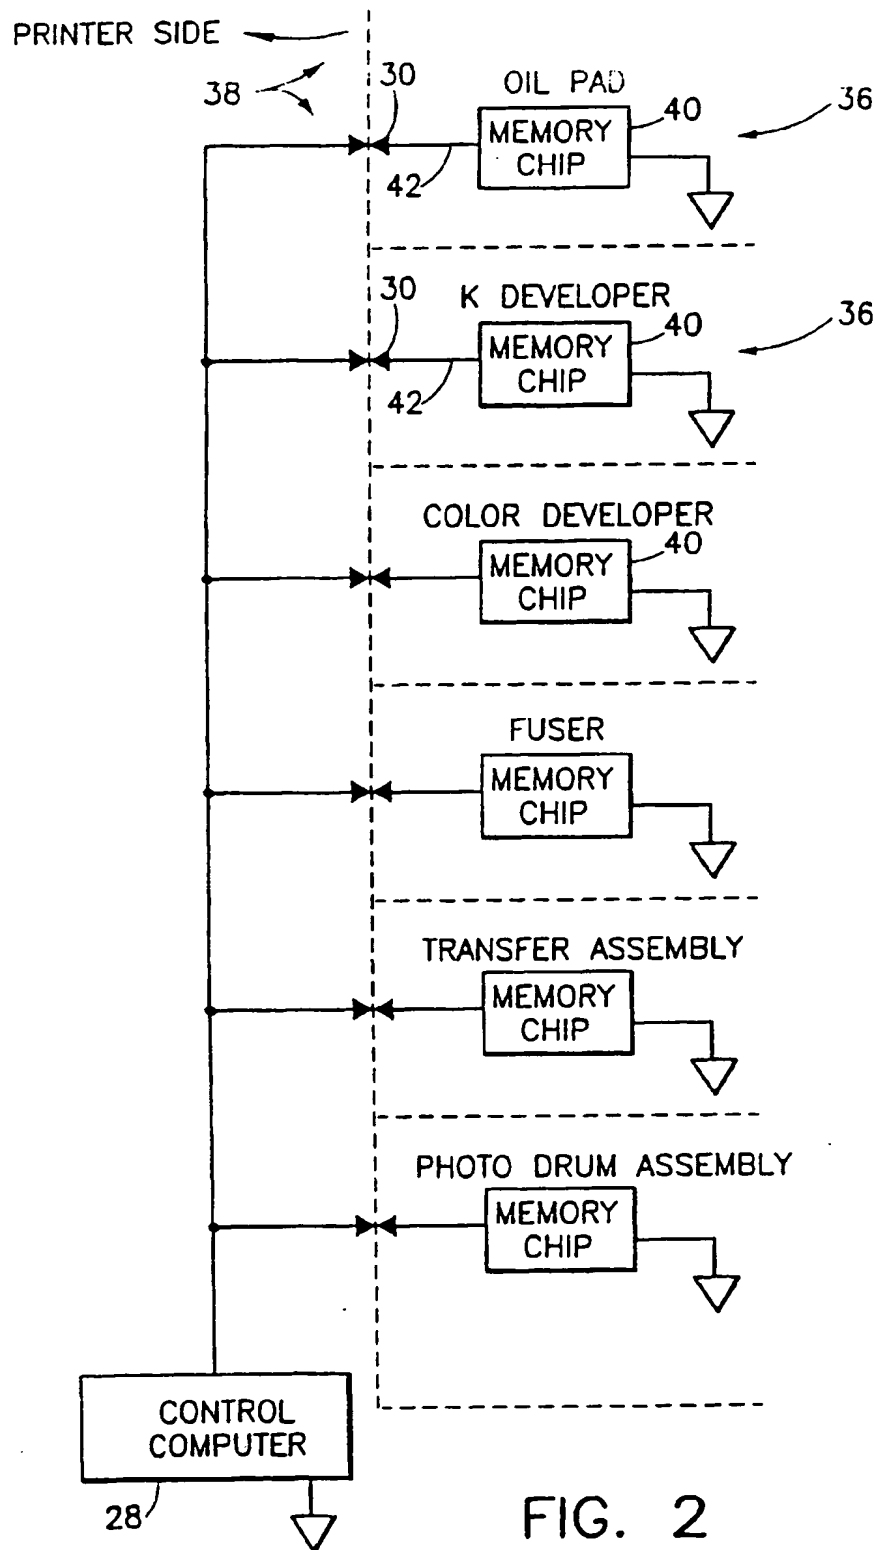 PRINTER SIDE
38
30
OIL PAD
40
36
MEMORY
CHIP
42
30
K DEVELOPER
40
36
MEMORY
CHIP
42
COLOR DEVELOPER
40
MEMORY
CHIP
FUSER
MEMORY
CHIP
TRANSFER ASSEMBLY
MEMORY
CHIP
PHOTO DRUM ASSEMBLY
MEMORY
CHIP
CONTROL
COMPUTER
28
FIG. 2